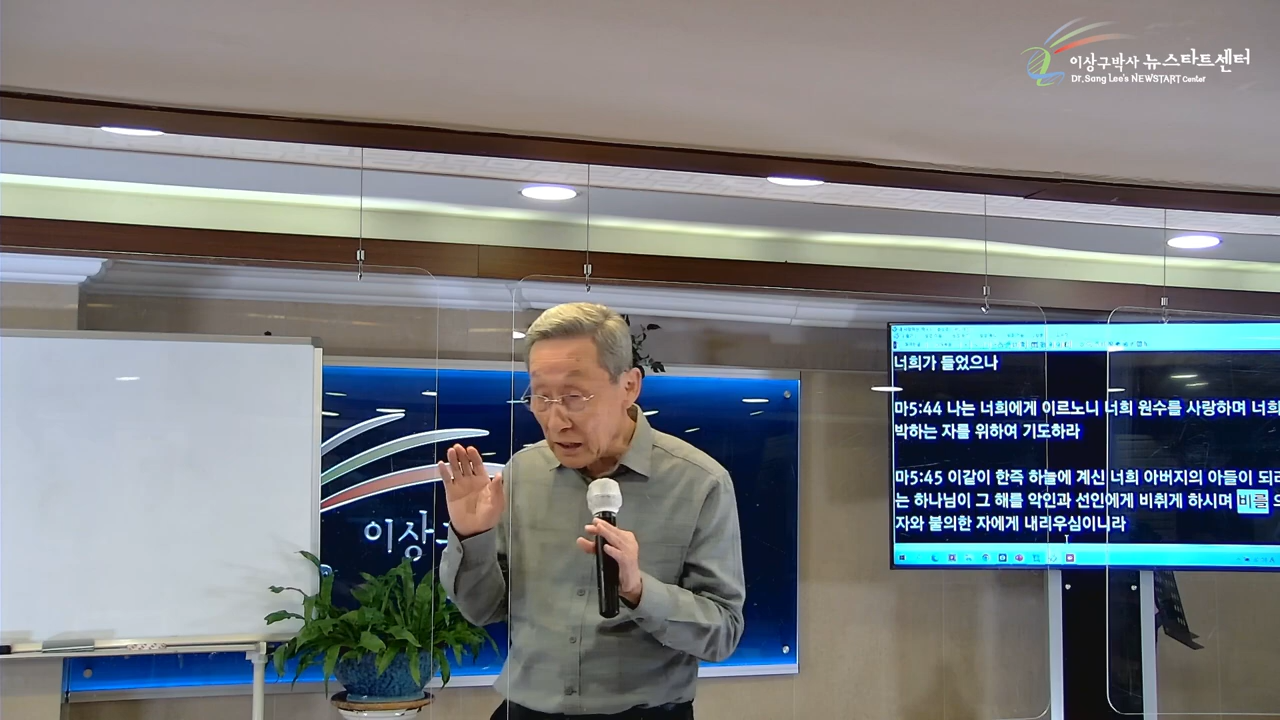 이상구박사 뉴스타트센터
Dr. Sang Lee's NEWSTART Center
너희가 들었으나
마5:44 나는 너희에게 이르노니 너희 원수를 사랑하며 너희
박하는 자를 위하여 기도하라
마5:45 이같이 한즉 하늘에 계신 너희 아버지의 아들이 되
는 하나님이 그 해를 악인과 선인에게 비취게 하시며 비를
자와 불의한 자에게 내리우심이니라
이상